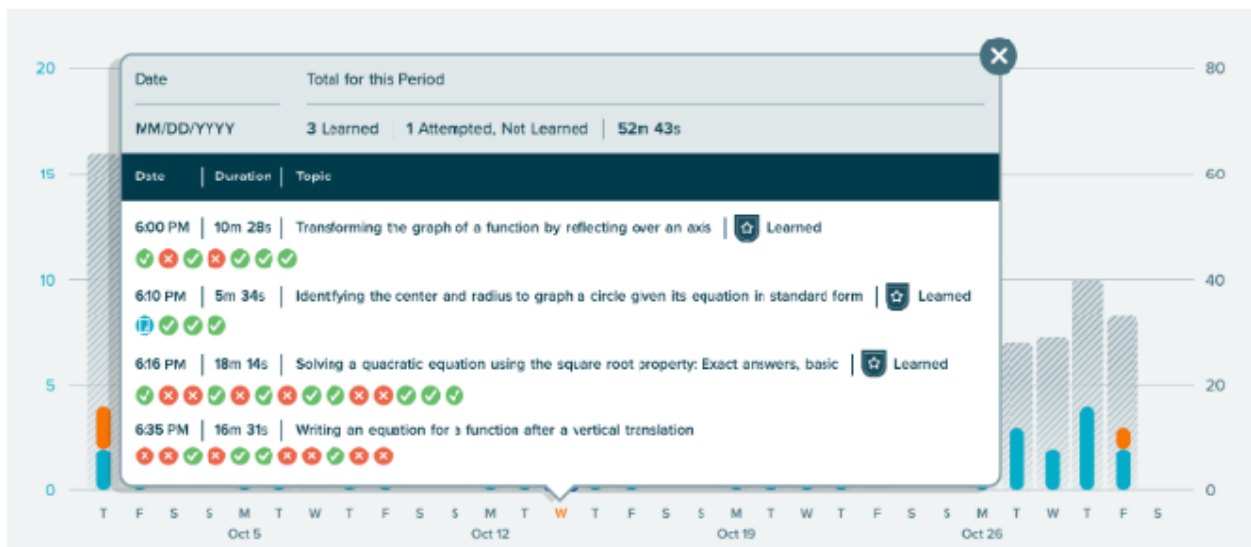 20 80
Date Total for this Period
MM/DD/YYYY 3 Learned 1 Attempted, Not Learned 52m 43s
15 60
Date Duration Topic
6:00 PM 10m 28s Transforming the graph of a function by reflecting over an axis Learned
10 40
6:10 PM 5m 34s Identifying the center and radius to graph a circle given its equation in standard form Learned
6:16 PM 18m 14s Solving a quadratic equation using the square root property: Exact answers, basic Learned
5 20
6:35 PM 16m 31s Writing an equation for a function after a vertical translation
0 0
T F S S M T W T F S S M T W T F S S M T W T F S S M T W T F S
Oct 5 Oct 12 Oct 19 Oct 26